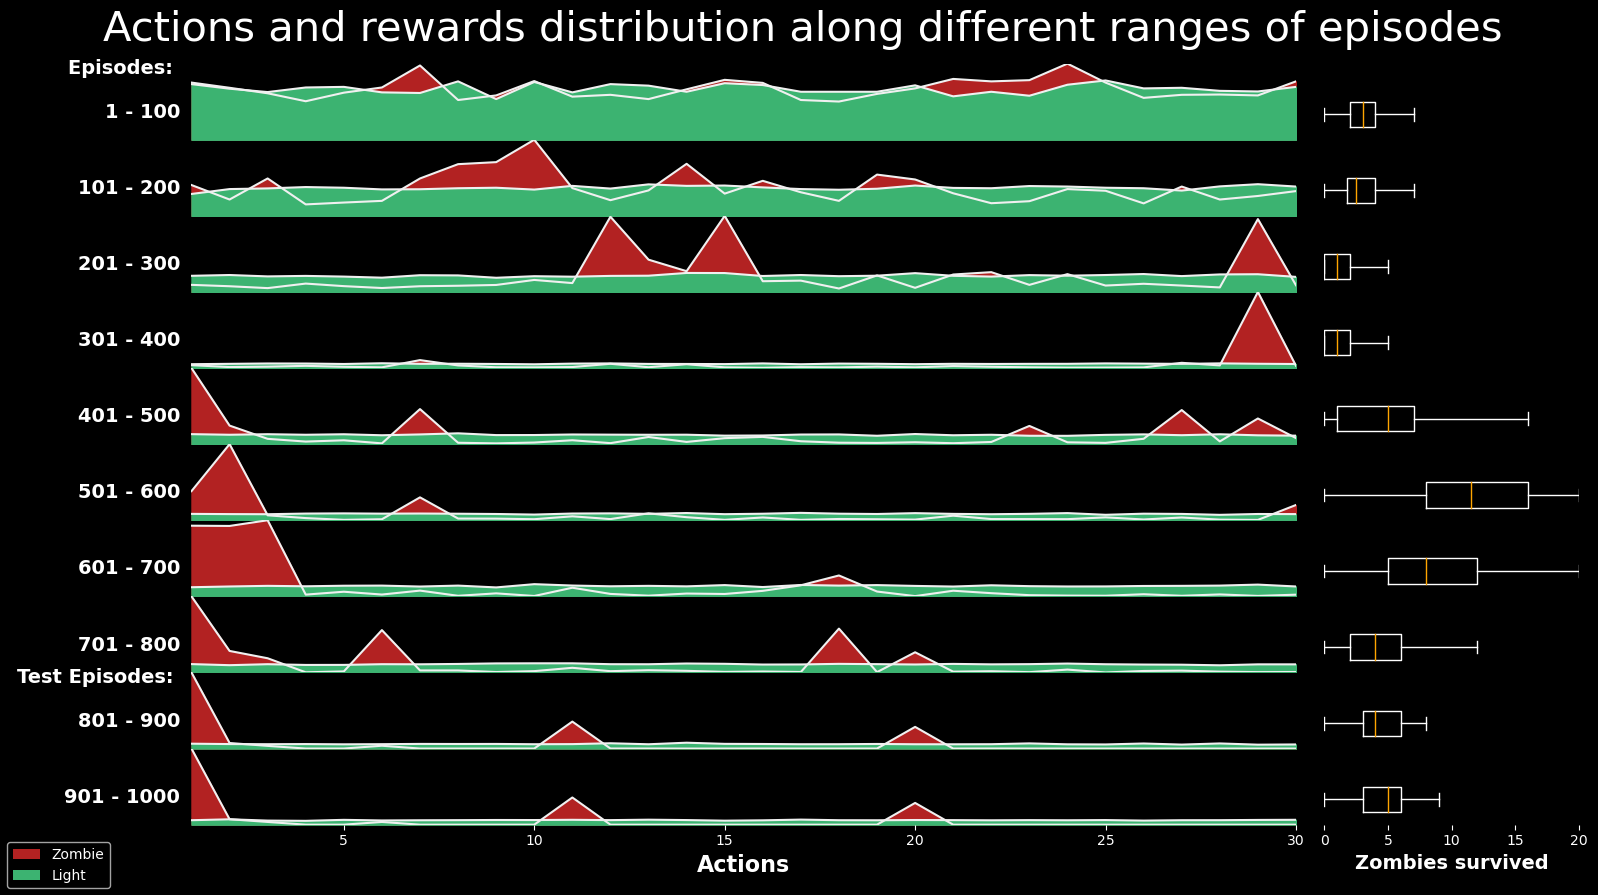 Actions and rewards distribution along different ranges of episodes
Episodes:
1 - 100
101 - 200
201 - 300
301 - 400
401 - 500
501 - 600
601 - 700
701 - 800
Test Episodes:
801 - 900
901 - 1000
5 10 15 20 25 30
Actions
0 5 10 15 20
Zombies survived
Zombie
Light